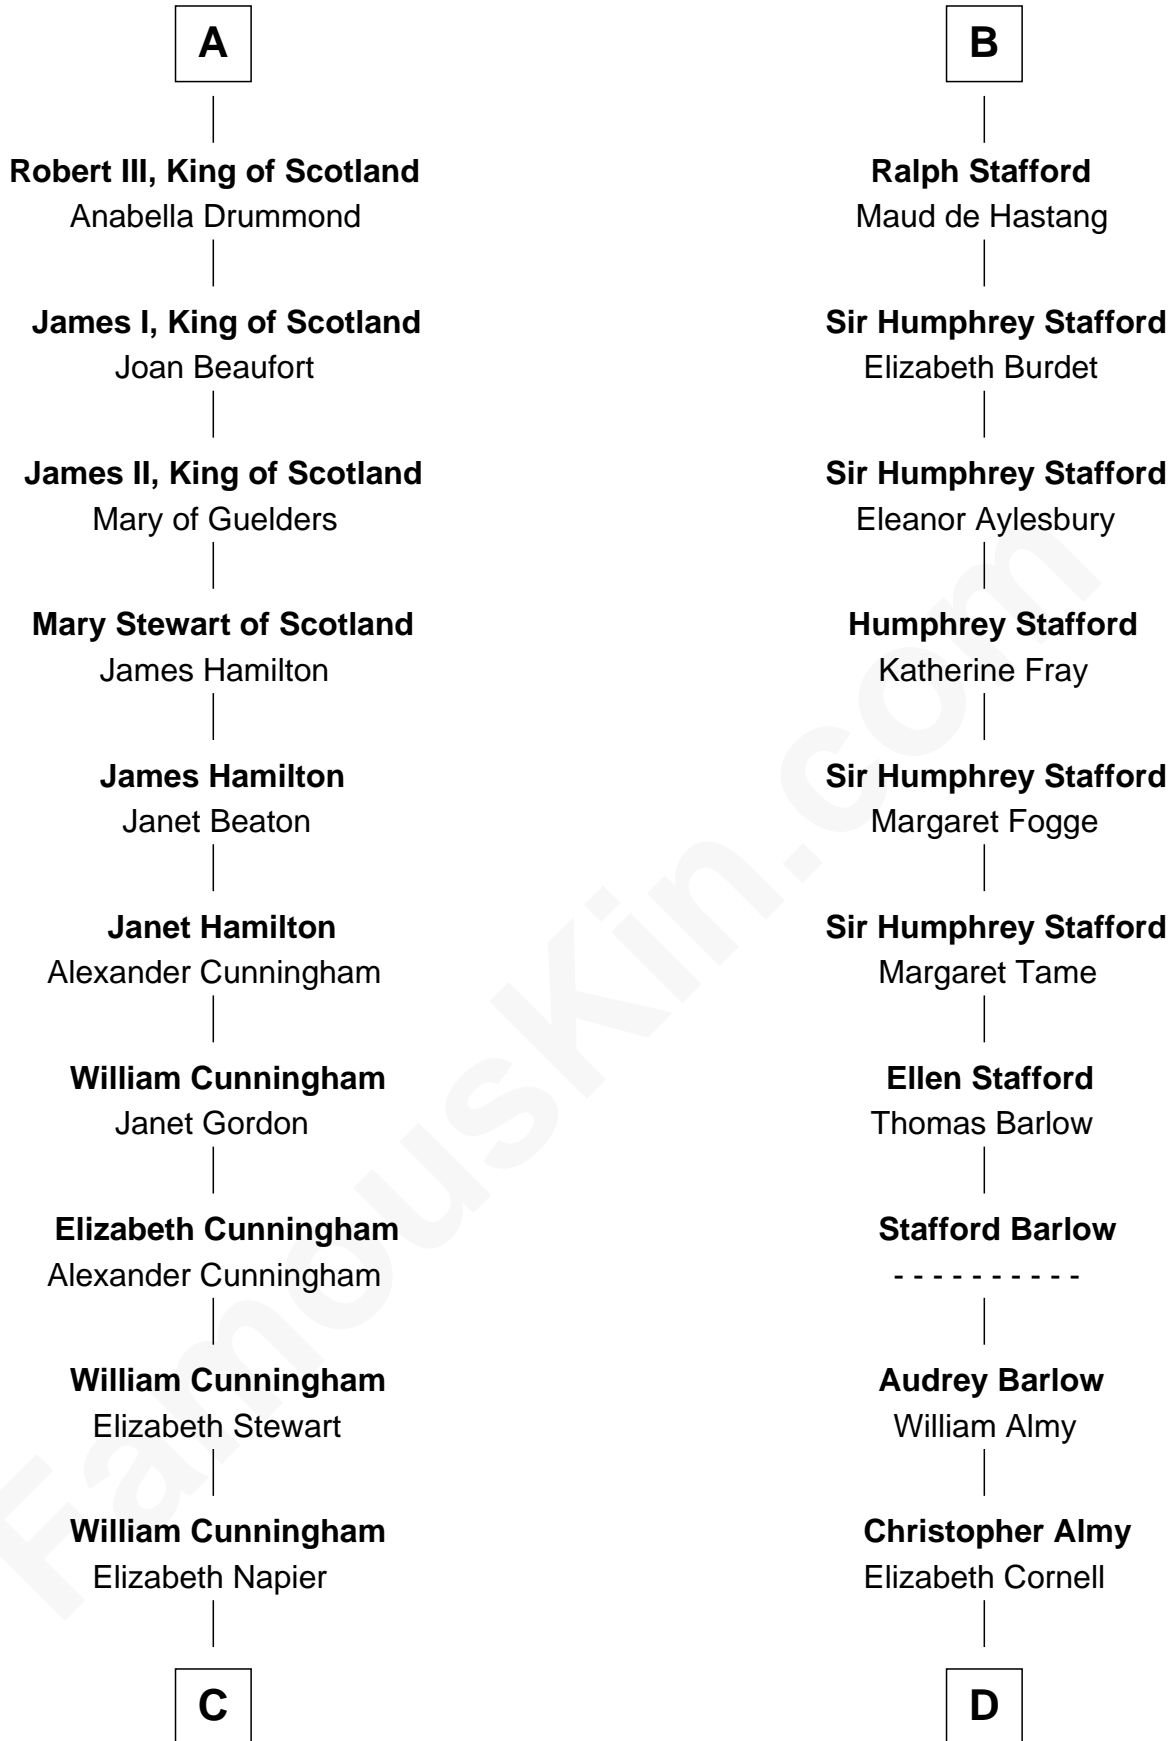 A
Robert III, King of Scotland
Anabella Drummond
James I, King of Scotland
Joan Beaufort
James II, King of Scotland
Mary of Guelders
Mary Stewart of Scotland
James Hamilton
James Hamilton
Janet Beaton
Janet Hamilton
Alexander Cunningham
William Cunningham
Janet Gordon
Elizabeth Cunningham
Alexander Cunningham
William Cunningham
Elizabeth Stewart
William Cunningham
Elizabeth Napier
C
B
Ralph Stafford
Maud de Hastang
Sir Humphrey Stafford
Elizabeth Burdet
Sir Humphrey Stafford
Eleanor Aylesbury
Humphrey Stafford
Katherine Fray
Sir Humphrey Stafford
Margaret Fogge
Sir Humphrey Stafford
Margaret Tame
Ellen Stafford
Thomas Barlow
Stafford Barlow
- - - - - - - - - -
Audrey Barlow
William Almy
Christopher Almy
Elizabeth Cornell
D
FamousKin.com